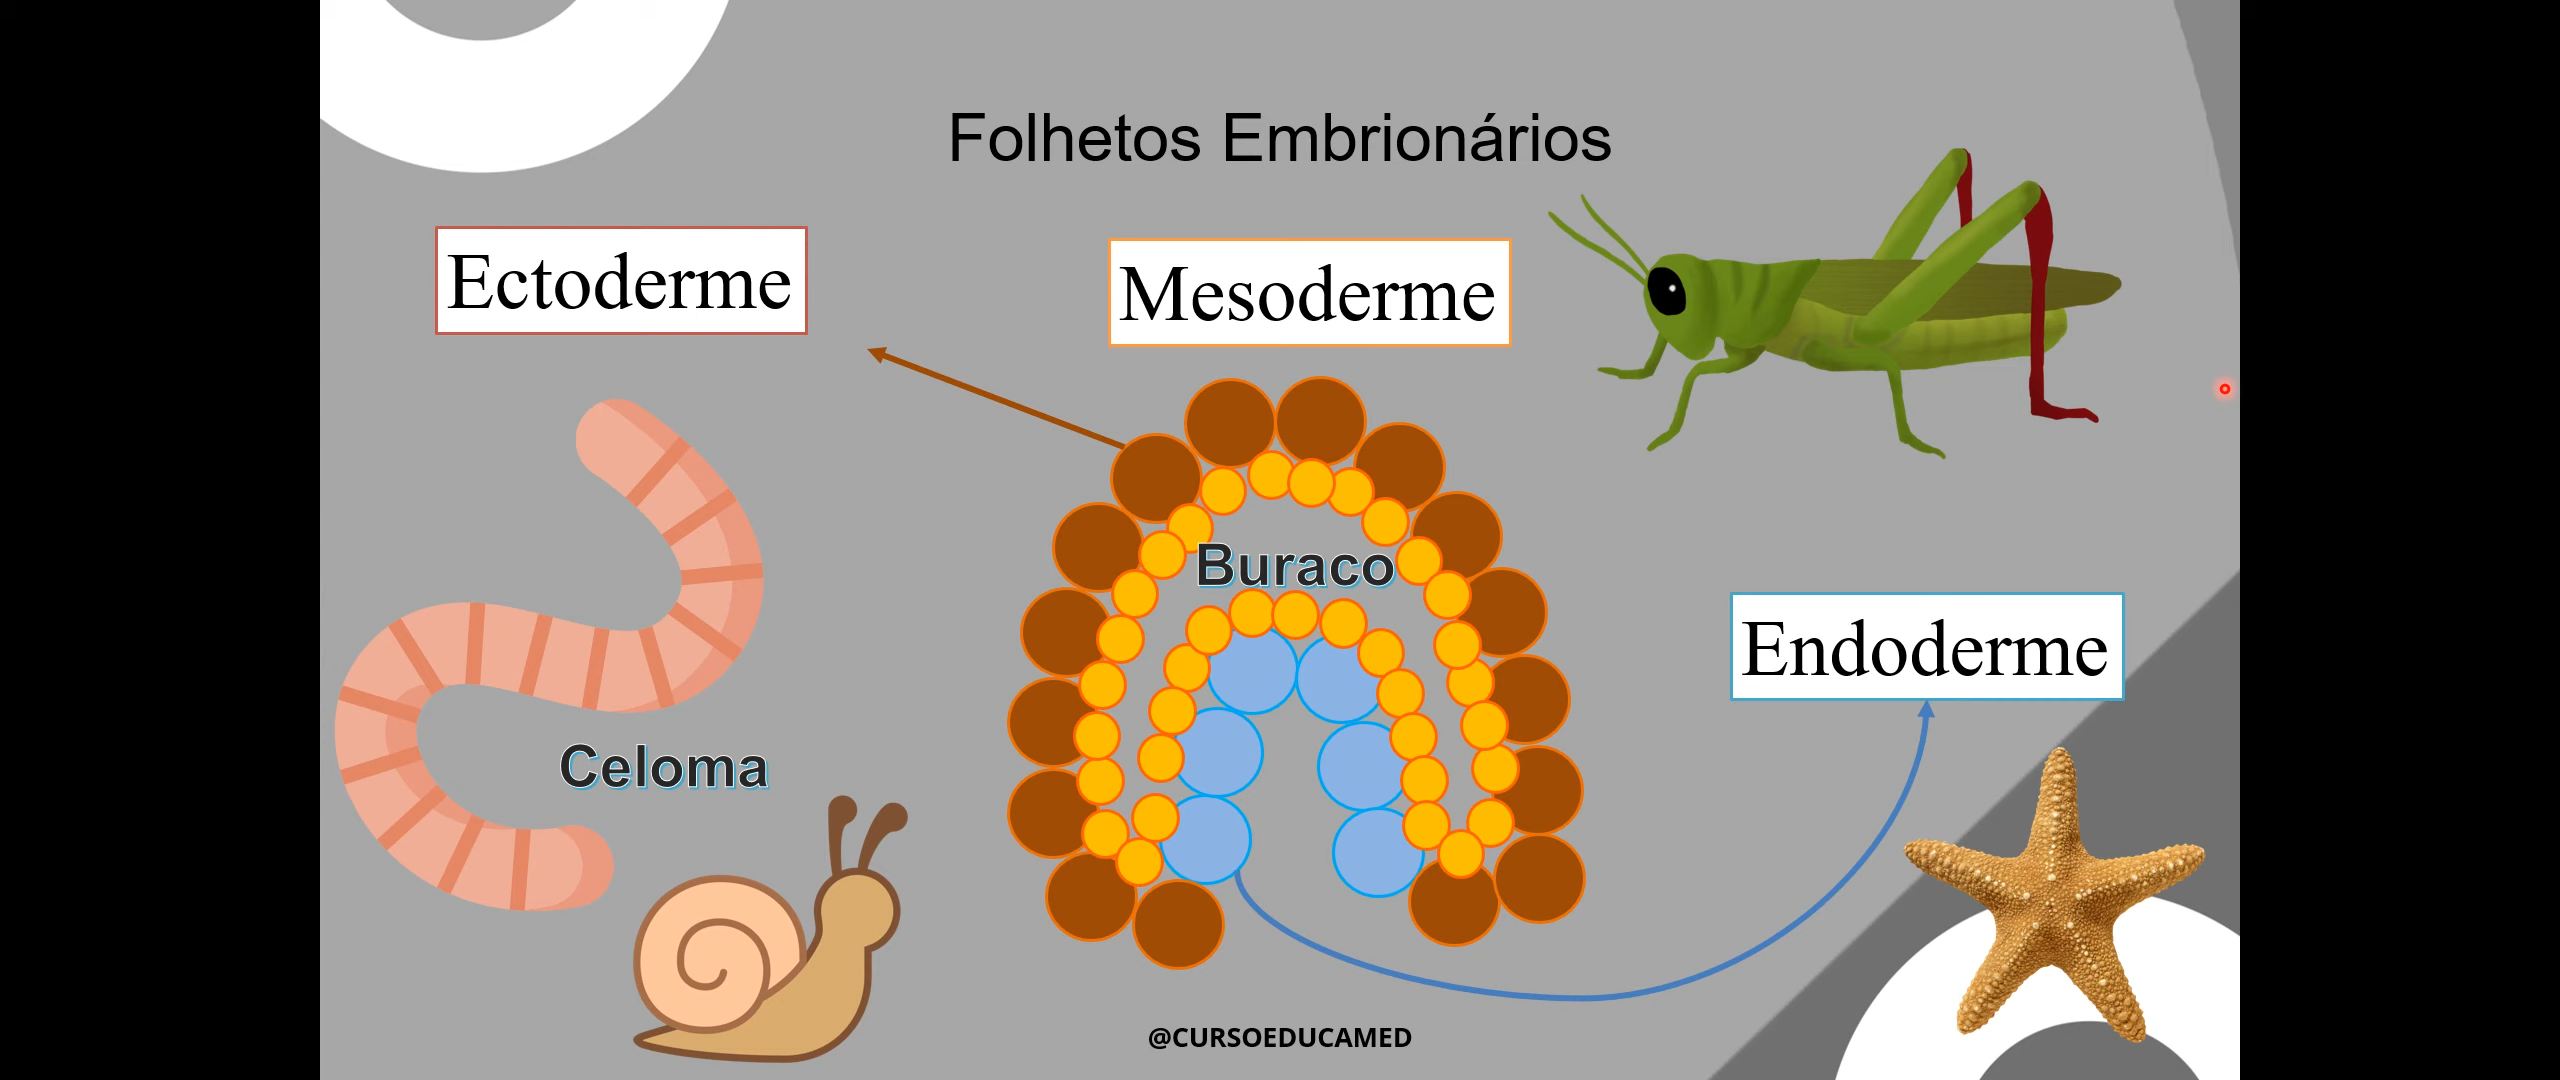 Folhetos Embrionários
Ectoderme
Mesoderme
Buraco
Endoderme
Celoma
@CURSOEDUCAMED